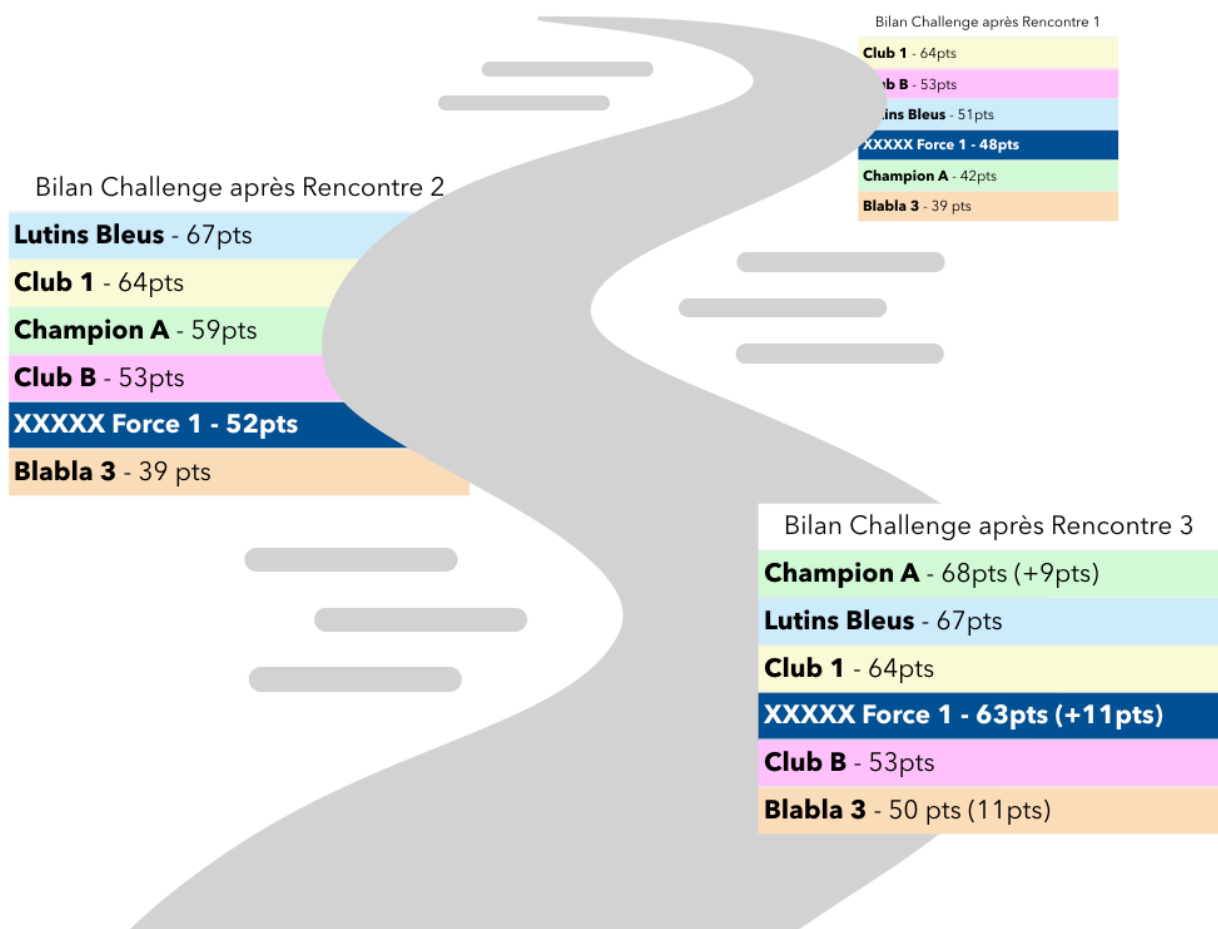 Bilan Challenge après Rencontre 1
Club 1 - 64pts
B - 53pts
Bleus - 51pts
XXXXX Force 1 - 48pts
Champion A - 42pts
Blabla 3 - 39 pts
Bilan Challenge après Rencontre 2
Lutins Bleus - 67pts
Club 1 - 64pts
Champion A - 59pts
Club B - 53pts
XXXXX Force 1 - 52pts
Blabla 3 - 39 pts
Bilan Challenge après Rencontre 3
Champion A - 68pts (+9pts)
Lutins Bleus - 67pts
Club 1 - 64pts
XXXXX Force 1 - 63pts (+11pts)
Club B - 53pts
Blabla 3 - 50 pts (11pts)